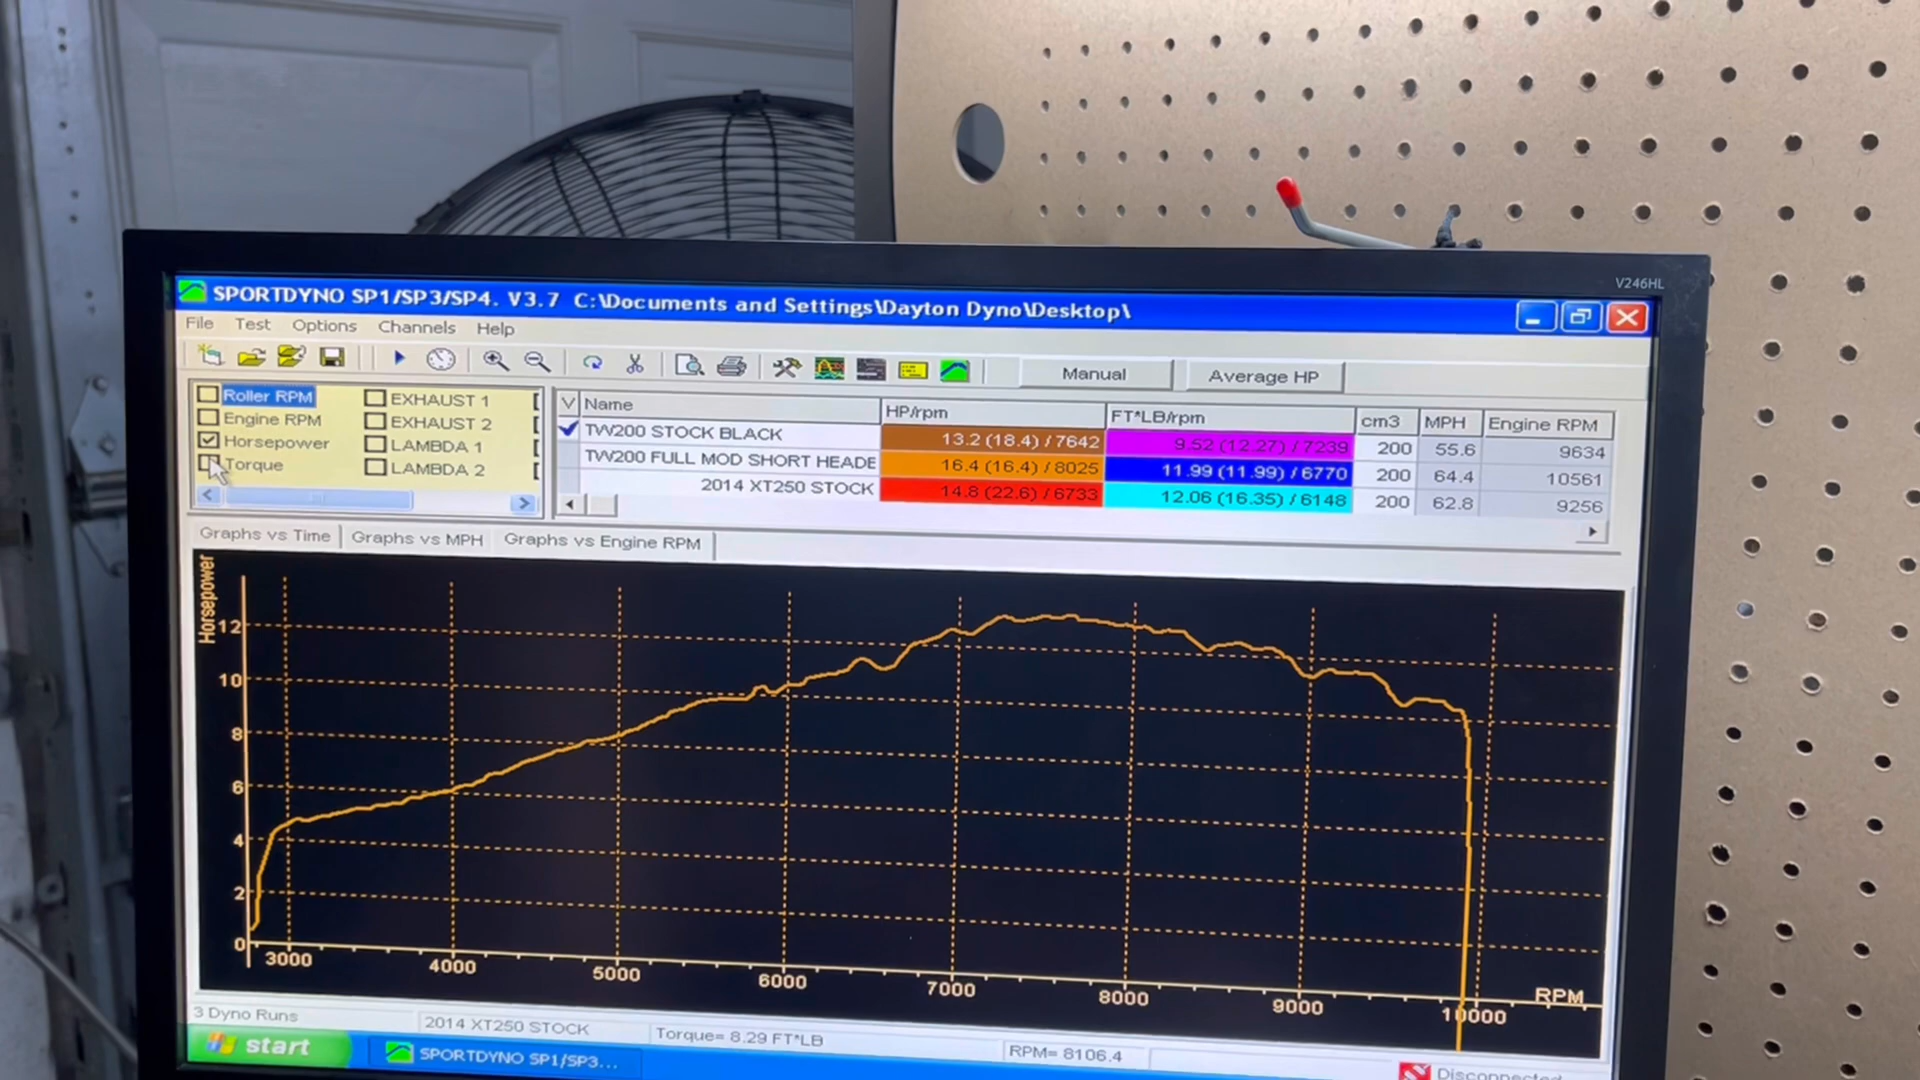 V246HL
SPORTDYNO SP1/SP3/SP4. V3.7 C:\Documents and Settings\Dayton Dyno\Desktop\
File Test Options Channels Help
Manual Average HP
Roller RPM EXHAUST 1
Engine RPM EXHAUST 2
Horsepower LAMBDA 1
Torque LAMBDA 2
V Name HP/rpm FT*LB/rpm cm3 MPH Engine RPM
TW200 STOCK BLACK 13.2 (18.4) / 7642 9.52 (12.27) / 7239 200 55.6 9634
TW200 FULL MOD SHORT HEADE 16.4 (16.4) / 8025 11.99 (11.99) / 6770 200 64.4 10561
2014 XT250 STOCK 14.8 (22.6) / 6733 12.06 (16.35) / 6148 200 62.8 9256
Graphs vs Time Graphs vs MPH Graphs vs Engine RPM
Horsepower
12
10
8
6
4
2
0
3000 4000 5000 6000 7000 8000 9000 10000 RPM
3 Dyno Runs 2014 XT250 STOCK Torque= 8.29 FT*LB RPM= 8106.4
start SPORTDYNO SP1/SP3... Disconnected